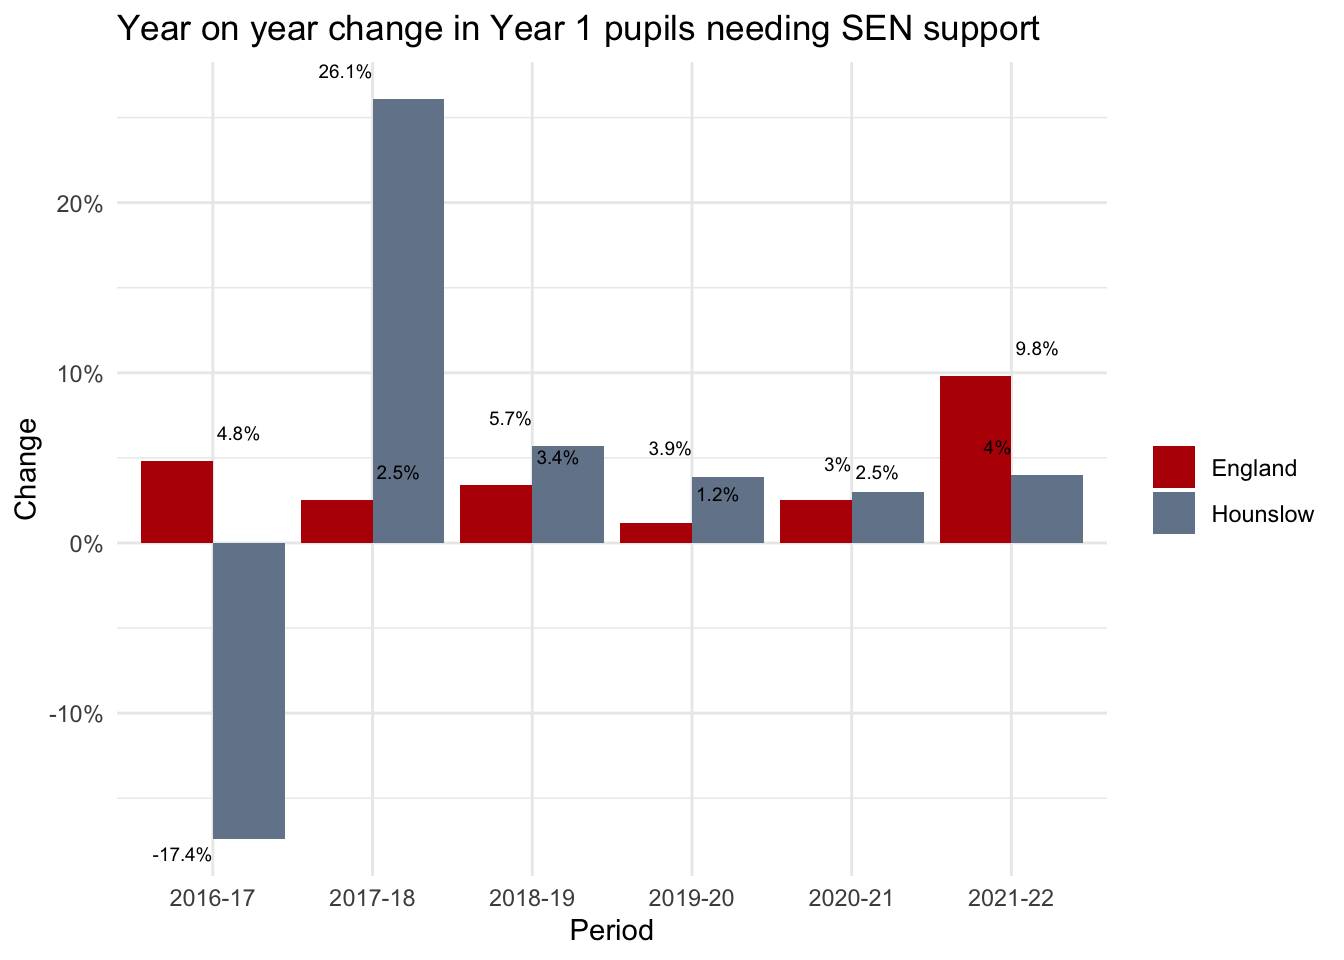 Year on year change in Year 1 pupils needing SEN support
26.1%
20%
10%
9.8%
5.7%
4.8%
3.9%
4%
3.4%
3%
2.5%
2.5%
1.2%
0%
-10%
-17.4%
Change
England
Hounslow
2016-17 2017-18 2018-19 2019-20 2020-21 2021-22
Period